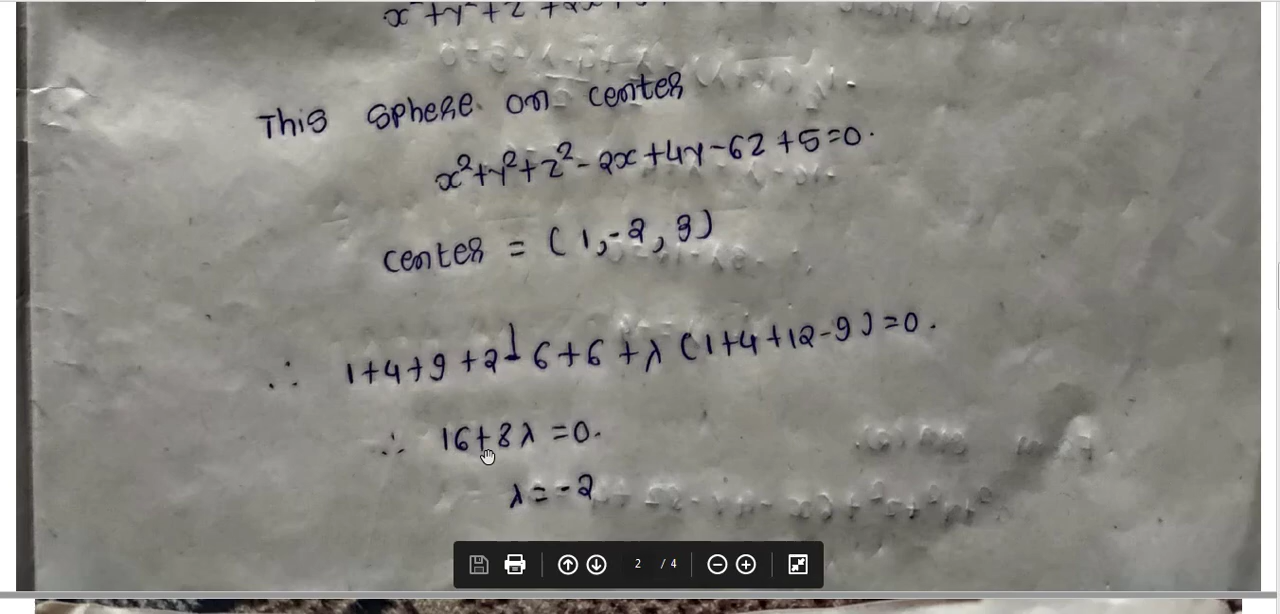 This sphere on center
x²+y²+z²-2x+4y-6z+5=0.
center = (1,-2,3)
∴ 1+4+9+2-6+6+λ(1+4+12-9)=0.
∴ 16+8λ=0.
λ=-2
2 / 4